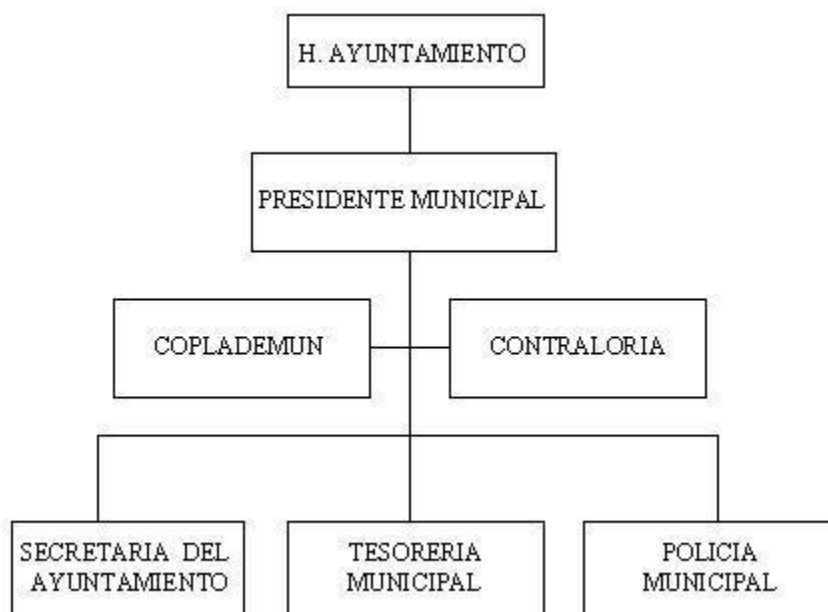 H. AYUNTAMIENTO
PRESIDENTE MUNICIPAL
COPLADEMUN
CONTRALORIA
SECRETARIA DEL
AYUNTAMIENTO
TESORERIA
MUNICIPAL
POLICIA
MUNICIPAL